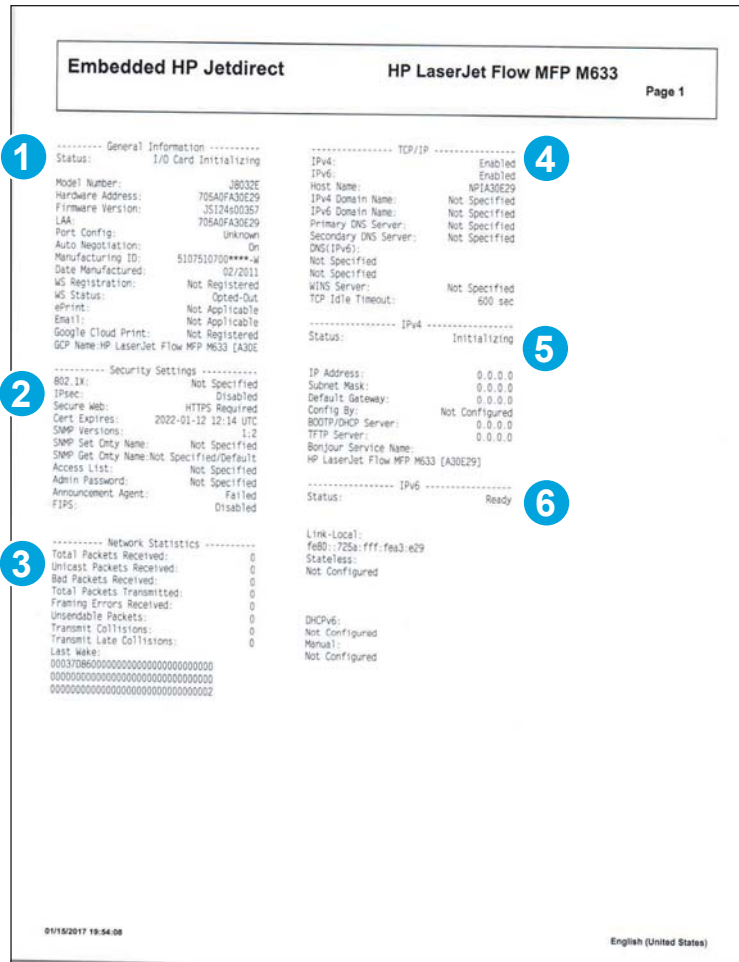 Embedded HP Jetdirect
HP LaserJet Flow MFP M633
Page 1
1
--------- General Information ----------
Status: I/O Card Initializing
Model Number: J8032E
Hardware Address: 705A0FA30E29
Firmware Version: JSI24s00357
LAA: 705A0FA30E29
Port Config: Unknown
Auto Negotiation: On
Manufacturing ID: 5107510700****-W
Date Manufactured: 02/2011
WS Registration: Not Registered
WS Status: Opted-Out
ePrint: Not Applicable
Email: Not Applicable
Google Cloud Print: Not Registered
GCP Name:HP LaserJet Flow MFP M633 [A30E
2
---------- Security Settings -----------
802.1X: Not Specified
IPsec: Disabled
Secure Web: HTTPS Required
Cert Expires: 2022-01-12 12:14 UTC
SNMP Versions: 1;2
SNMP Set Cmty Name: Not Specified
SNMP Get Cmty Name:Not Specified/Default
Access List: Not Specified
Admin Password: Not Specified
Announcement Agent: Failed
FIPS: Disabled
3
---------- Network Statistics ----------
Total Packets Received: 0
Unicast Packets Received: 0
Bad Packets Received: 0
Total Packets Transmitted: 0
Framing Errors Received: 0
Unsendable Packets: 0
Transmit Collisions: 0
Transmit Late Collisions: 0
Last Wake:
4
---------------- TCP/IP ----------------
IPv4: Enabled
IPv6: Enabled
Host Name: NPIA30E29
IPv4 Domain Name: Not Specified
IPv6 Domain Name: Not Specified
Primary DNS Server: Not Specified
Secondary DNS Server: Not Specified
DNS(IPv6):
Not Specified
Not Specified
WINS Server: Not Specified
TCP Idle Timeout: 600 sec
5
----------------- IPv4 -----------------
Status: Initializing
IP Address: 0.0.0.0
Subnet Mask: 0.0.0.0
Default Gateway: 0.0.0.0
Config By: Not Configured
BOOTP/DHCP Server: 0.0.0.0
TFTP Server: 0.0.0.0
Bonjour Service Name:
HP LaserJet Flow MFP M633 [A30E29]
6
----------------- IPv6 -----------------
Status: Ready
Link-Local:
fe80::725a:fff:fea3:e29
Stateless:
Not Configured
DHCPv6:
Not Configured
Manual:
Not Configured
01/15/2017 19:54:08
English (United States)